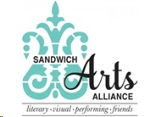 SANDWICH
Arts
ALLIANCE
literary · visual · performing · friends